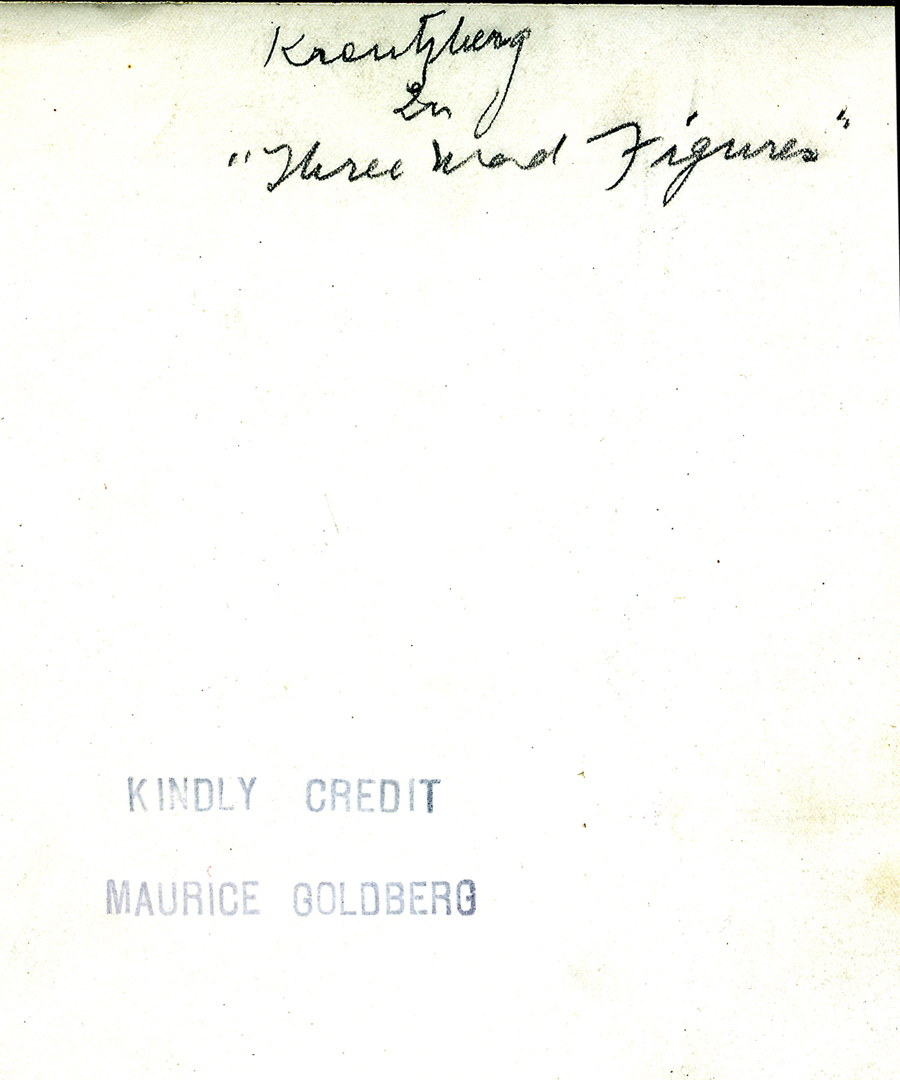 Kreutzberg
In
"Three Mad Figures"
KINDLY CREDIT
MAURICE GOLDBERG